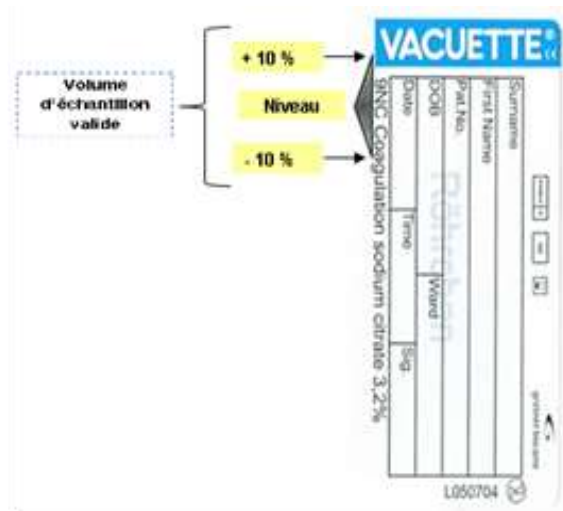 VACUETTE®
+ 10 %
Volume
d'échantillon
valide
Niveau
- 10 %
Surname
First Name
Pat.No.
DOB
Date
Time
Ward
Sig.
Röhrchen
9NC Coagulation sodium citrate 3,2%
L050704